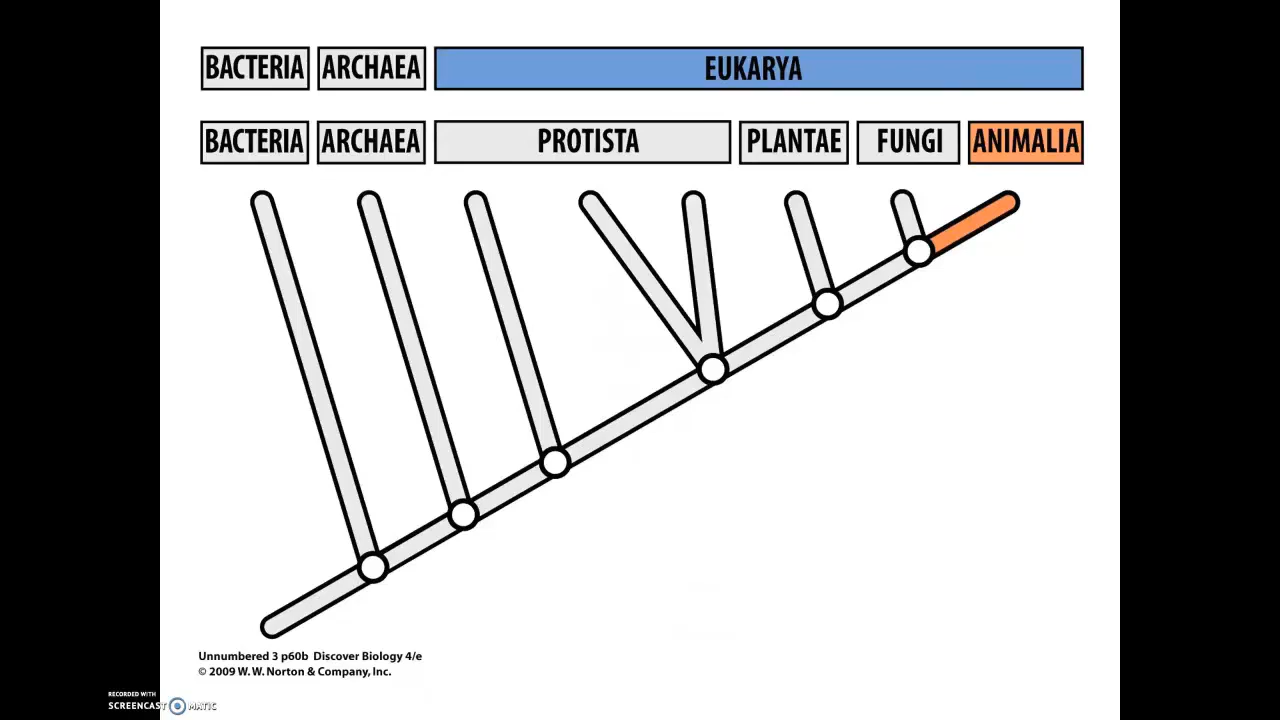 BACTERIA ARCHAEA EUKARYA
BACTERIA ARCHAEA PROTISTA PLANTAE FUNGI ANIMALIA
Unnumbered 3 p60b Discover Biology 4/e
© 2009 W. W. Norton & Company, Inc.
RECORDED WITH
SCREENCAST MATIC